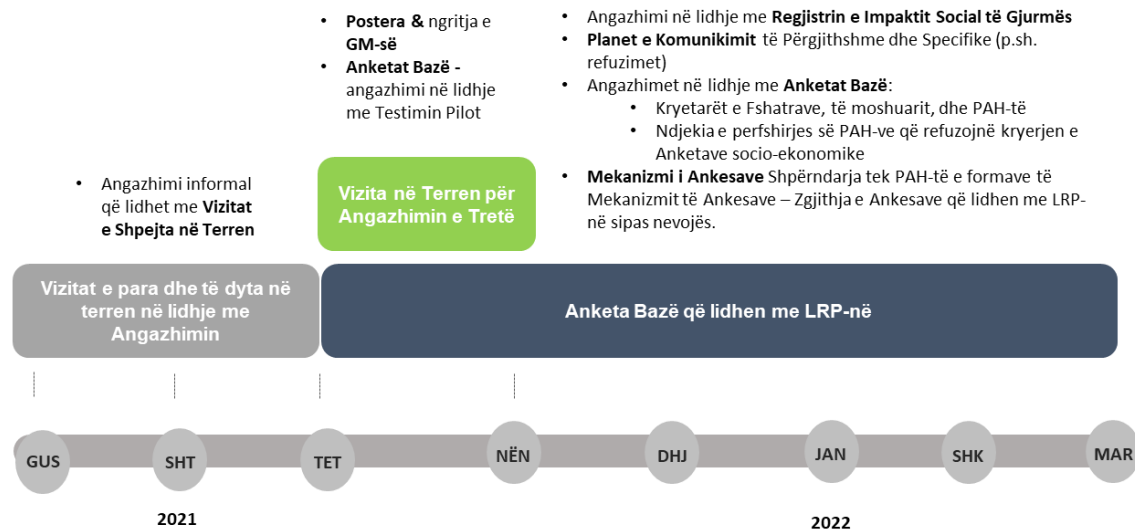 • Postera & ngritja e
GM-së
• Anketat Bazë -
angazhimi në lidhje
me Testimin Pilot
• Angazhimi në lidhje me Regjistrin e Impaktit Social të Gjurmës
• Planet e Komunikimit të Përgjithshme dhe Specifike (p.sh.
refuzimet)
• Angazhimet në lidhje me Anketat Bazë:
• Kryetarët e Fshatrave, të moshuarit, dhe PAH-të
• Ndjekia e perfshirjes së PAH-ve që refuzojnë kryerjen e
Anketave socio-ekonomike
• Mekanizmi i Ankesave Shpërndarja tek PAH-të e formave të
Mekanizmit të Ankesave – Zgjithja e Ankesave që lidhen me LRP-
në sipas nevojës.
• Angazhimi informal
që lidhet me Vizitat
e Shpejta në Terren
Vizita në Terren për
Angazhimin e Tretë
Vizitat e para dhe të dyta në
terren në lidhje me
Angazhimin
Anketa Bazë që lidhen me LRP-në
GUS
SHT
TET
NËN
DHJ
JAN
SHK
MAR
2021
2022